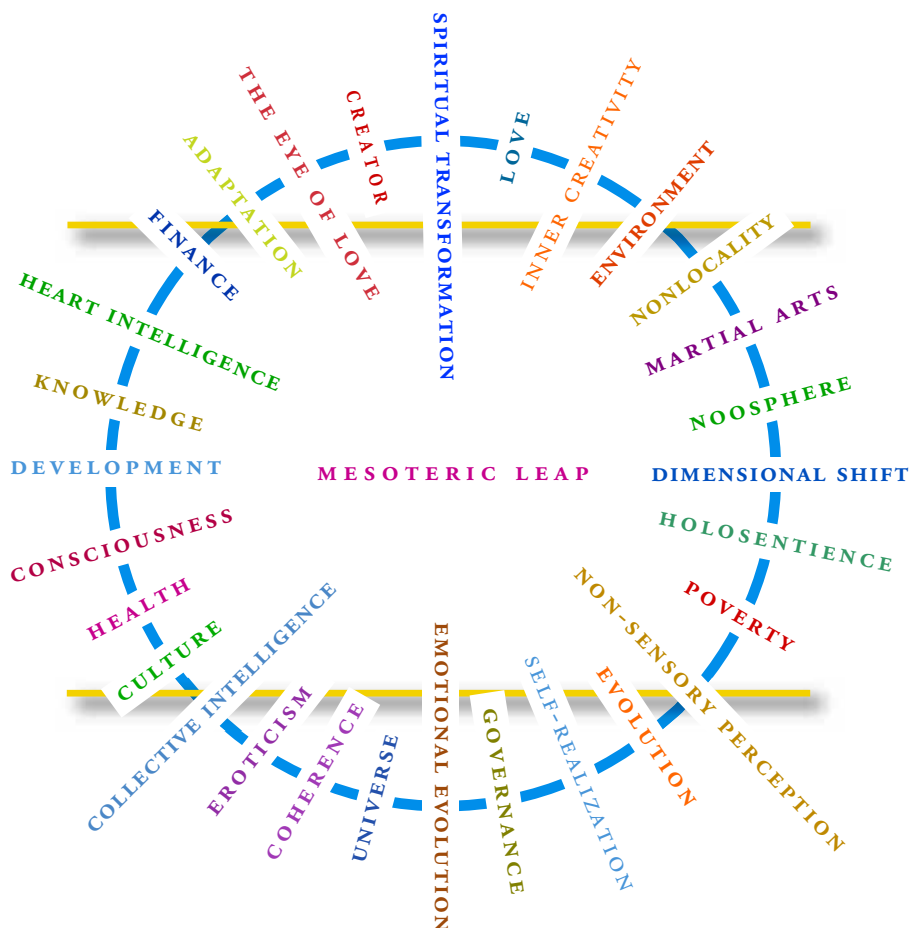 SPIRITUAL TRANSFORMATION
LOVE
INNER CREATIVITY
ENVIRONMENT
NONLOCALITY
MARTIAL ARTS
NOOSPHERE
DIMENSIONAL SHIFT
HOLOSENTIENCE
POVERTY
NON-SENSORY PERCEPTION
EVOLUTION
SELF-REALIZATION
GOVERNANCE
EMOTIONAL EVOLUTION
UNIVERSE
COHERENCE
EROTICISM
COLLECTIVE INTELLIGENCE
CULTURE
HEALTH
CONSCIOUSNESS
DEVELOPMENT
KNOWLEDGE
HEART INTELLIGENCE
FINANCE
ADAPTATION
THE EYE OF LOVE
CREATOR
MESOTERIC LEAP